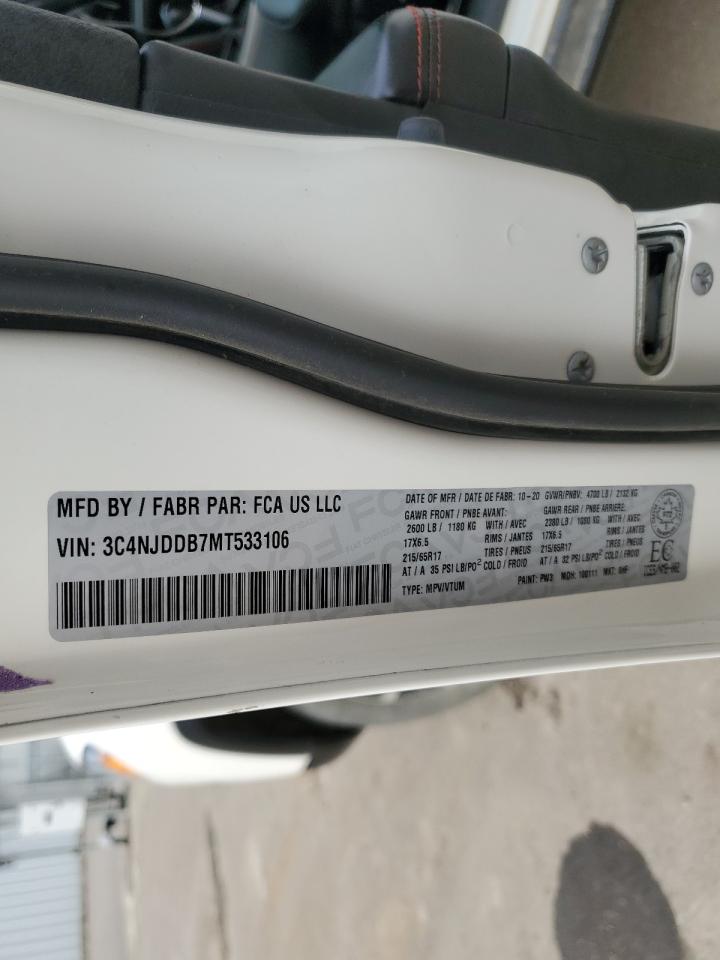 MFD BY / FABR PAR: FCA US LLC
VIN: 3C4NJDDB7MT533106
DATE OF MFR / DATE DE FABR: 10-20 GVWR/PNBV: 4700 LB / 2132 KG
GAWR FRONT / PNBE AVANT:
2600 LB / 1180 KG WITH / AVEC
17X6.5 RIMS / JANTES
215/65R17 TIRES/PNEUS
AT / A 35 PSI LB/PO² COLD / FROID
GAWR REAR / PNBE ARRIERE:
2380 LB / 1080 KG WITH / AVEC
17X6.5 RIMS / JANTES
215/65R17 TIRES/PNEUS
AT / A 32 PSI LB/PO² COLD / FROID
TYPE: MPV/VTUM PAINT: PW3 MDH: 100111 MKT:
EC